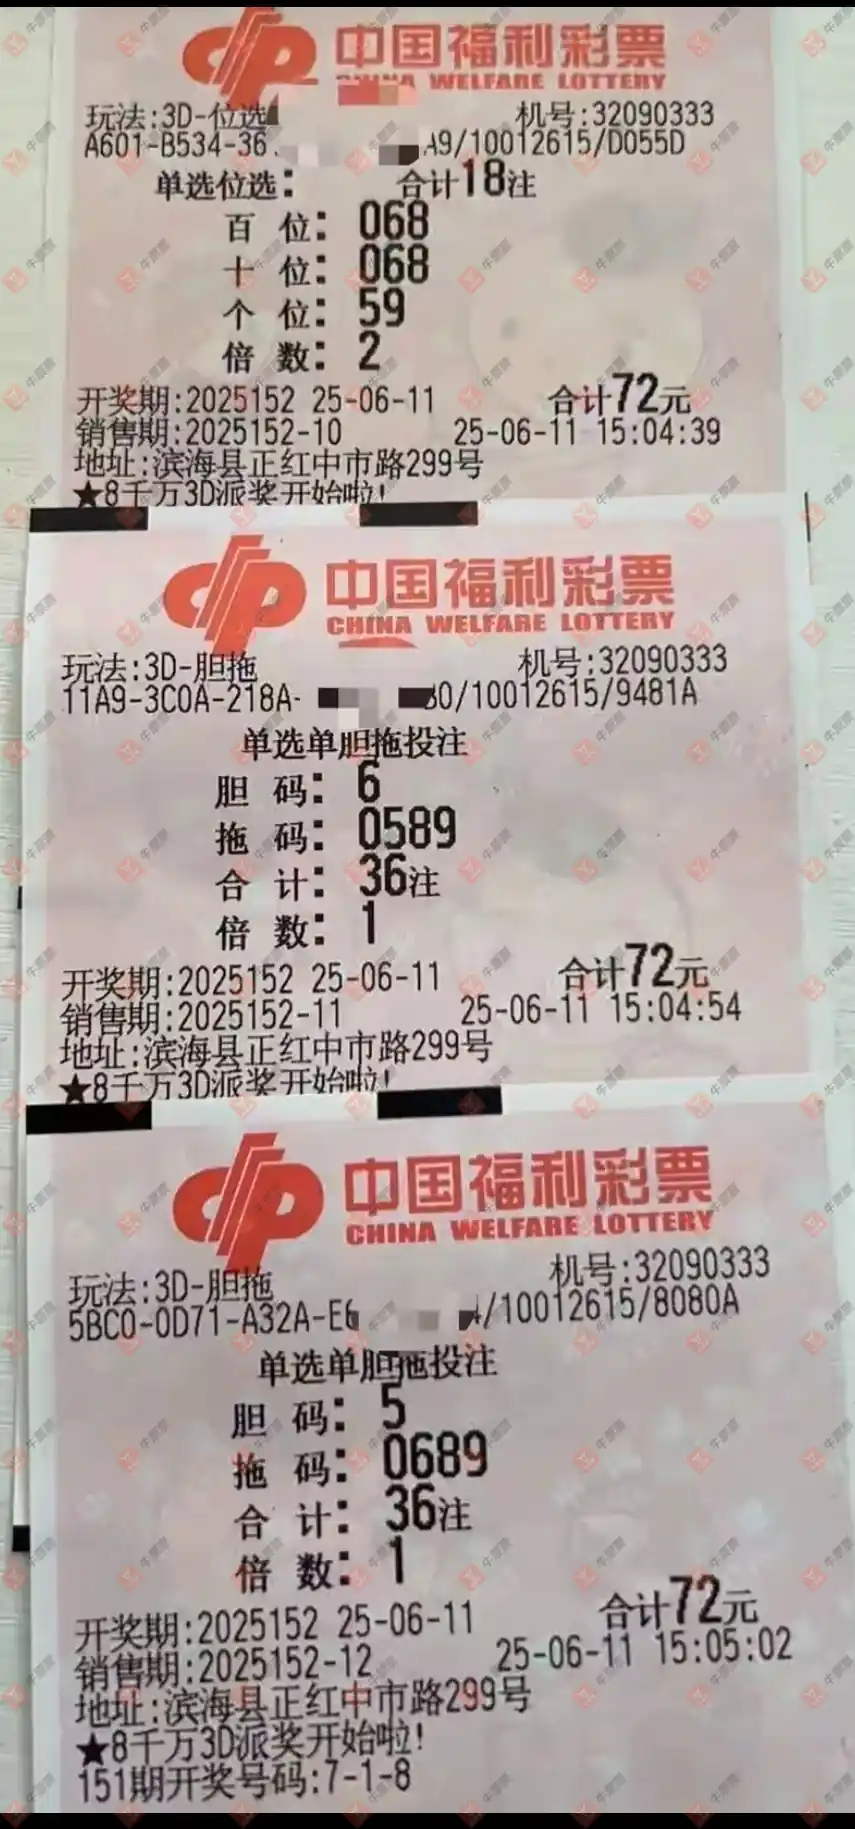 中国福利彩票
CHINA WELFARE LOTTERY
玩法:3D-位选 机号:32090333
A601-B534-36 A9/10012615/D055D
单选位选: 合计18注
百 位: 068
十 位: 068
个 位: 59
倍 数: 2
开奖期:2025152 25-06-11 合计72元
销售期:2025152-10 25-06-11 15:04:39
地址:滨海县正红中市路299号
★8千万3D派奖开始啦!
中国福利彩票
CHINA WELFARE LOTTERY
玩法:3D-胆拖 机号:32090333
11A9-3C0A-218A- 80/10012615/9481A
单选单胆拖投注
胆 码: 6
拖 码: 0589
合 计: 36注
倍 数: 1
开奖期:2025152 25-06-11 合计72元
销售期:2025152-11 25-06-11 15:04:54
地址:滨海县正红中市路299号
★8千万3D派奖开始啦!
中国福利彩票
CHINA WELFARE LOTTERY
玩法:3D-胆拖 机号:32090333
5BC0-0D71-A32A-E6 /10012615/8080A
单选单胆拖投注
胆 码: 5
拖 码: 0689
合 计: 36注
倍 数: 1
开奖期:2025152 25-06-11 合计72元
销售期:2025152-12 25-06-11 15:05:02
地址:滨海县正红中市路299号
★8千万3D派奖开始啦!
151期开奖号码:7-1-8